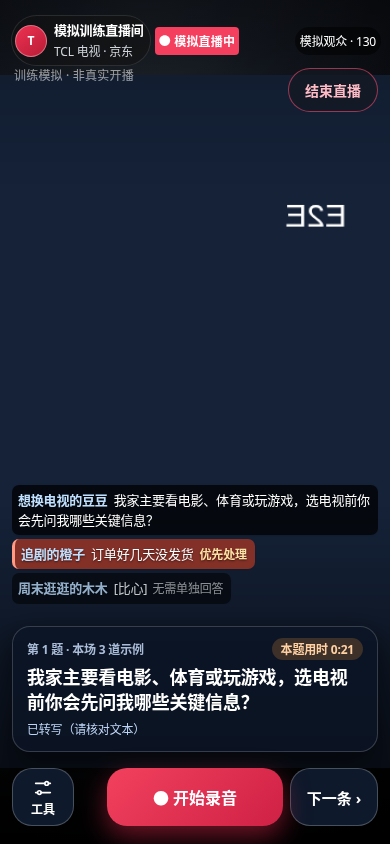 T
模拟训练直播间
TCL 电视 · 京东
模拟直播中
模拟观众 · 130
训练模拟 · 非真实开播
结束直播
E2E
想换电视的豆豆 我家主要看电影、体育或玩游戏，选电视前你
会先问我哪些关键信息?
追剧的橙子 订单好几天没发货 优先处理
周末逛逛的木木 [比心] 无需单独回答
第 1 题 · 本场 3 道示例
本题用时 0:21
我家主要看电影、体育或玩游戏，选电视
前你会先问我哪些关键信息?
已转写（请核对文本）
工具
开始录音
下一条 ›